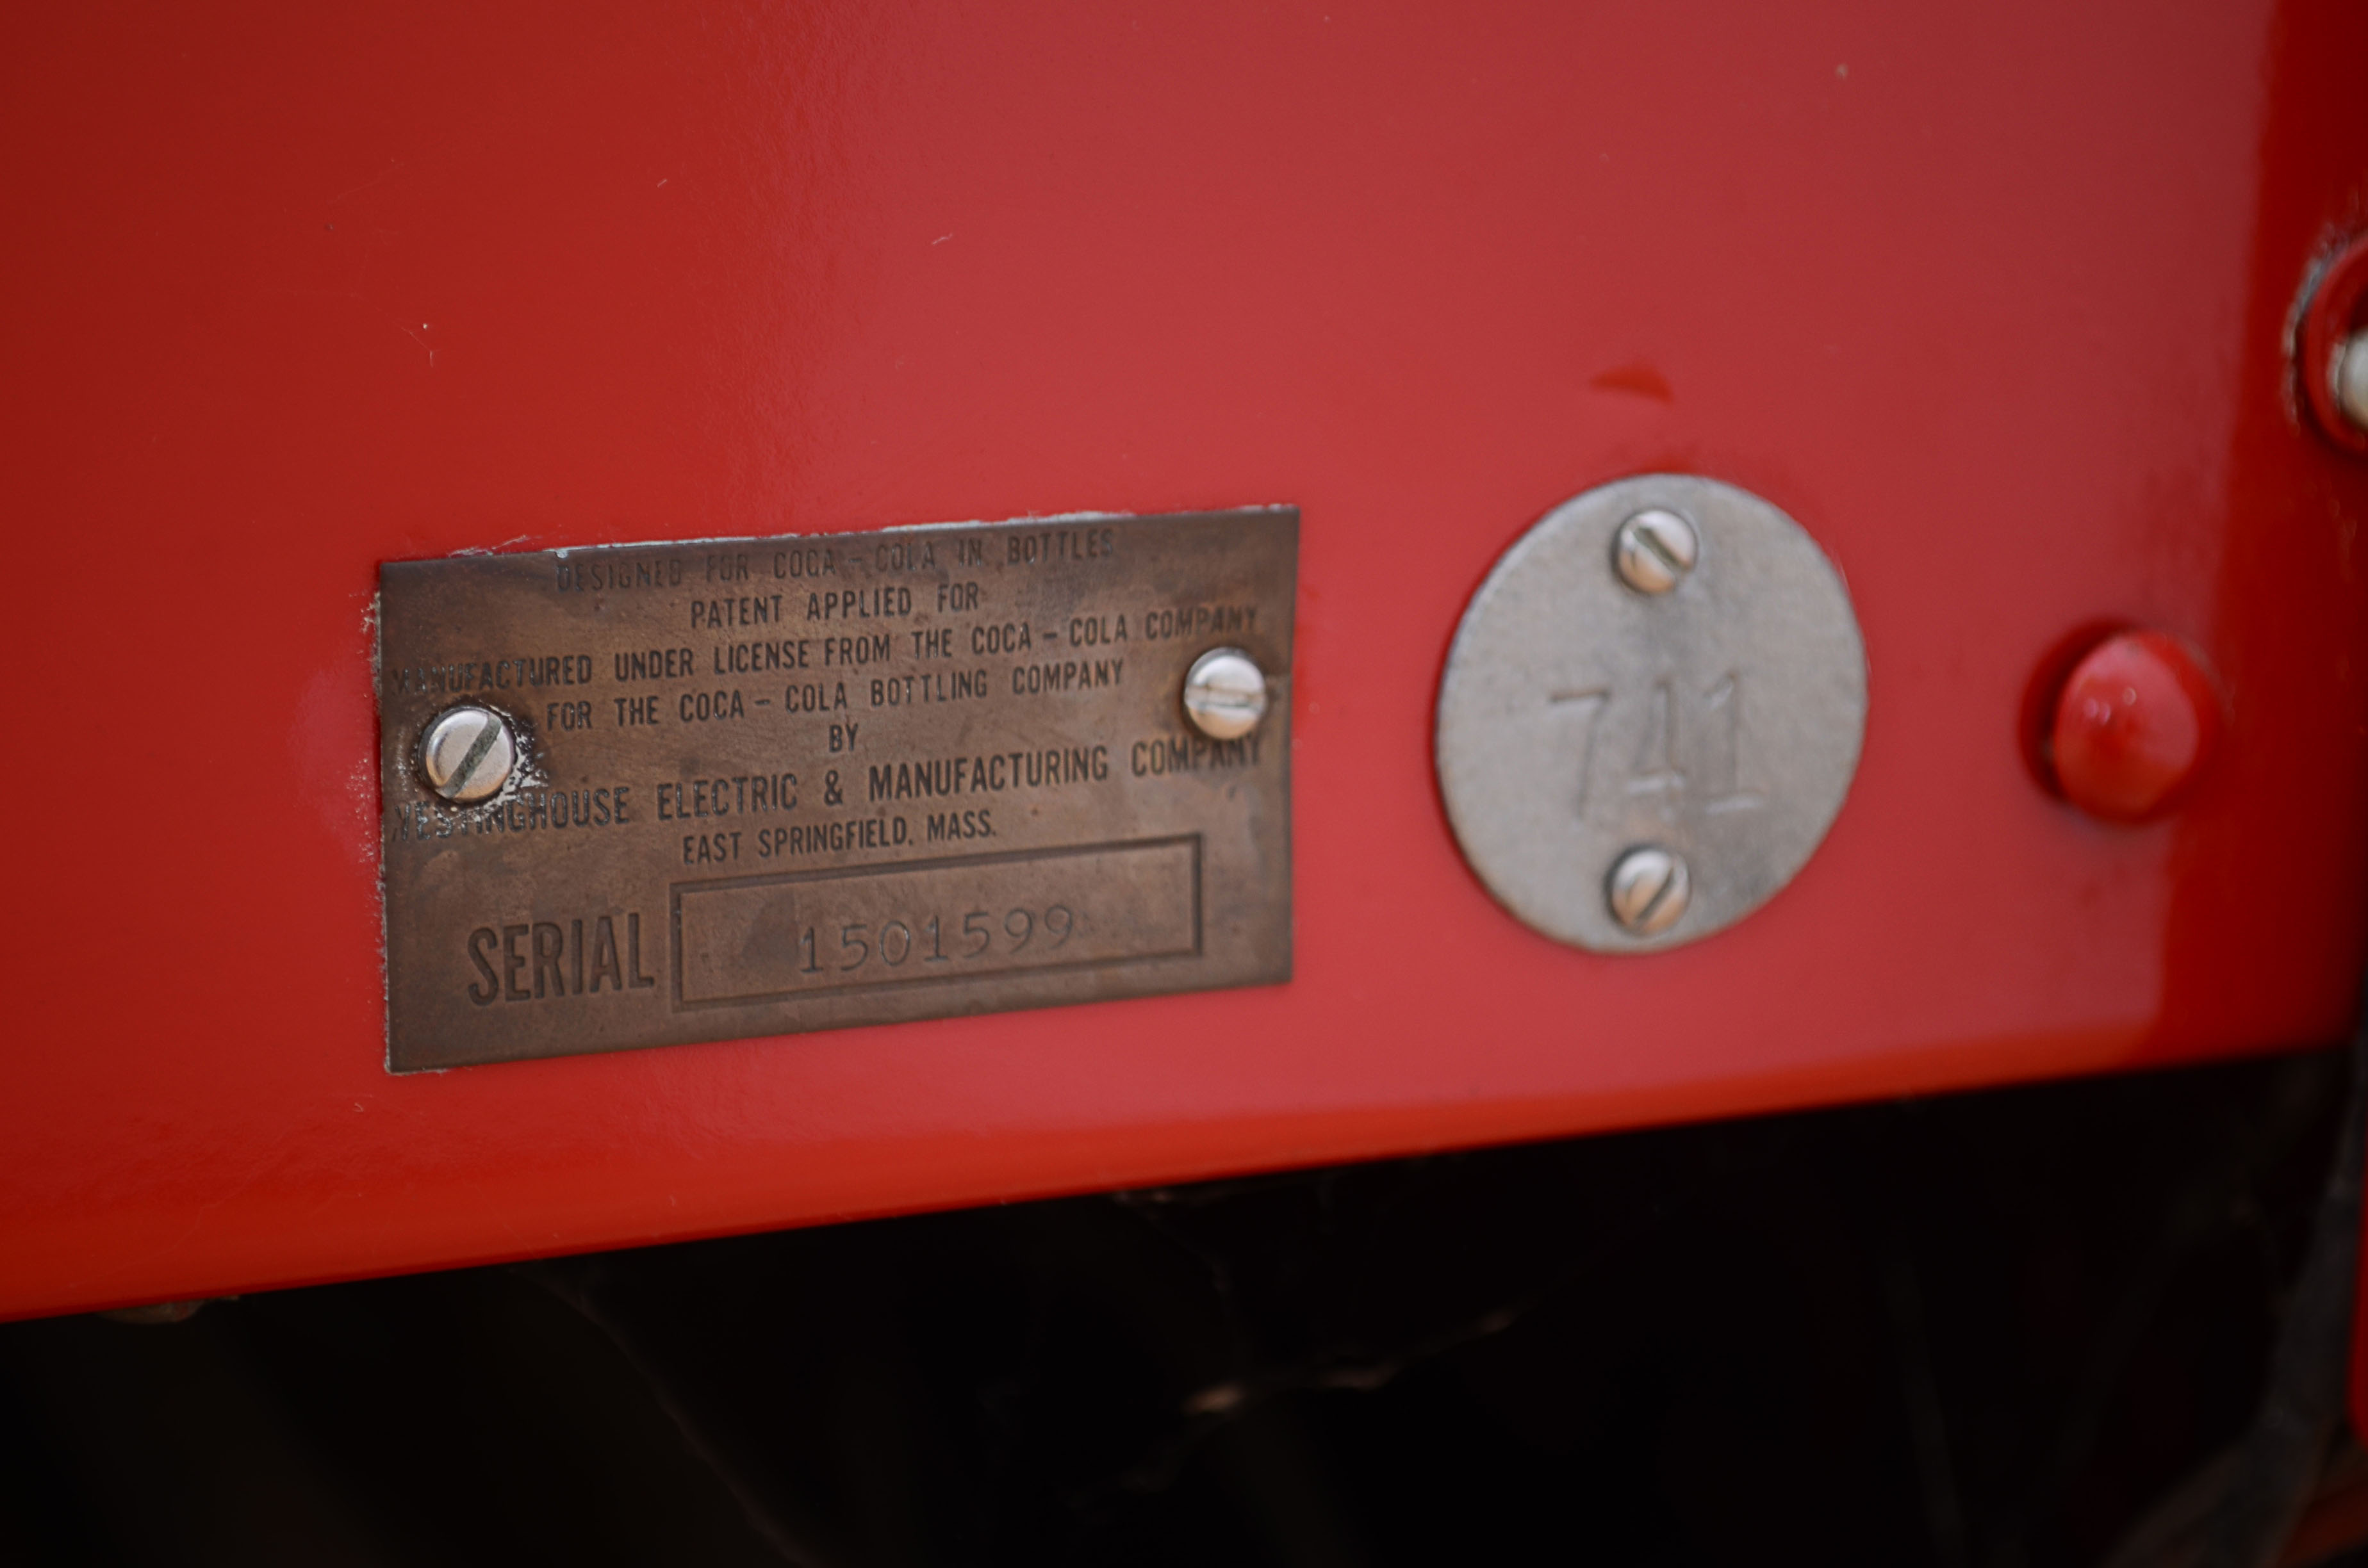 DESIGNED FOR COCA-COLA IN BOTTLES
PATENT APPLIED FOR
MANUFACTURED UNDER LICENSE FROM THE COCA-COLA COMPANY
FOR THE COCA-COLA BOTTLING COMPANY
BY
WESTINGHOUSE ELECTRIC & MANUFACTURING COMPANY
EAST SPRINGFIELD, MASS.
SERIAL 1501599
741